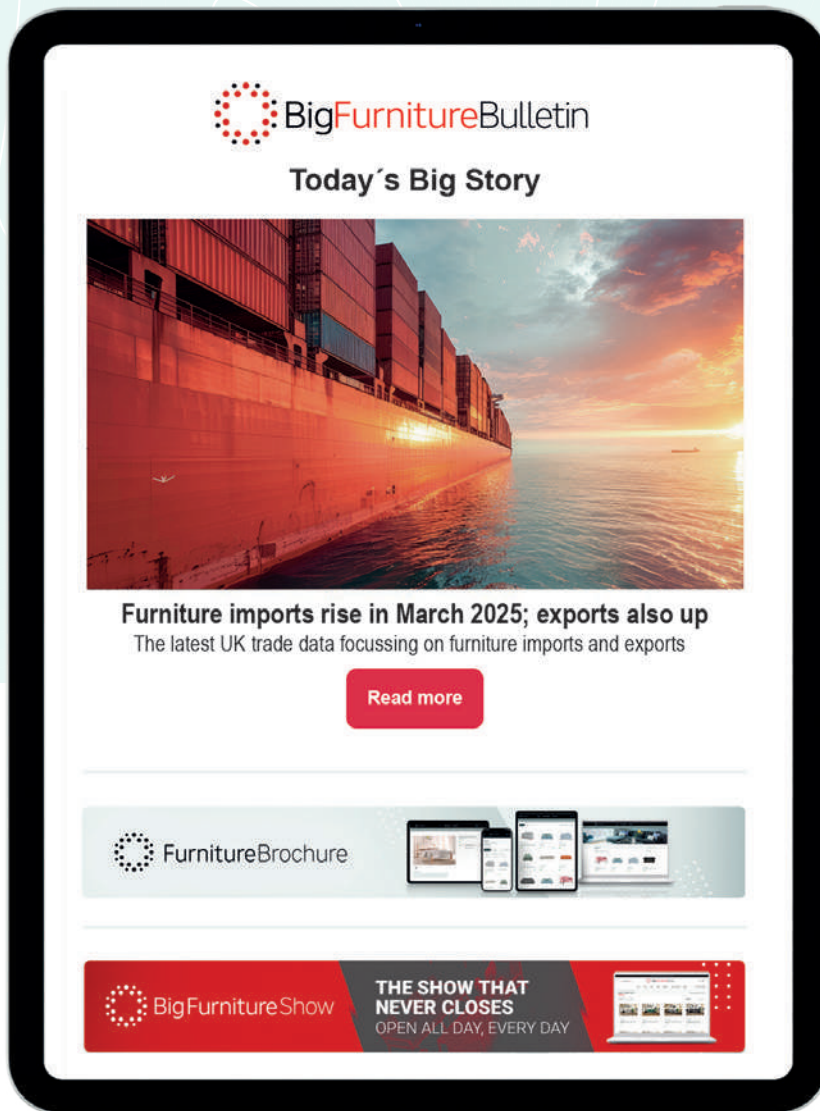 BigFurnitureBulletin
Today´s Big Story
Furniture imports rise in March 2025; exports also up
The latest UK trade data focussing on furniture imports and exports
Read more
FurnitureBrochure
BigFurnitureShow
THE SHOW THAT
NEVER CLOSES
OPEN ALL DAY, EVERY DAY